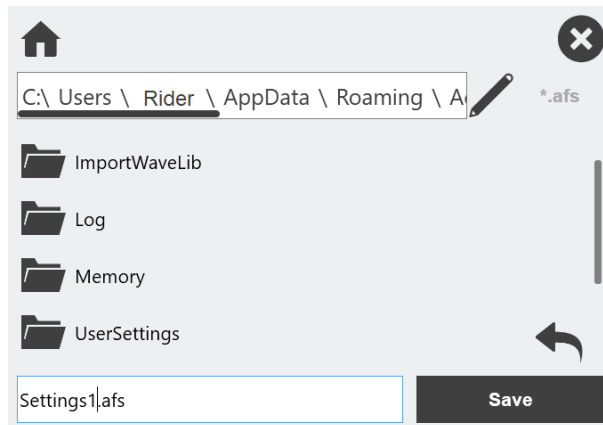 C:\ Users \ Rider \ AppData \ Roaming \
*.afs
ImportWaveLib
Log
Memory
UserSettings
Settings1.afs
Save